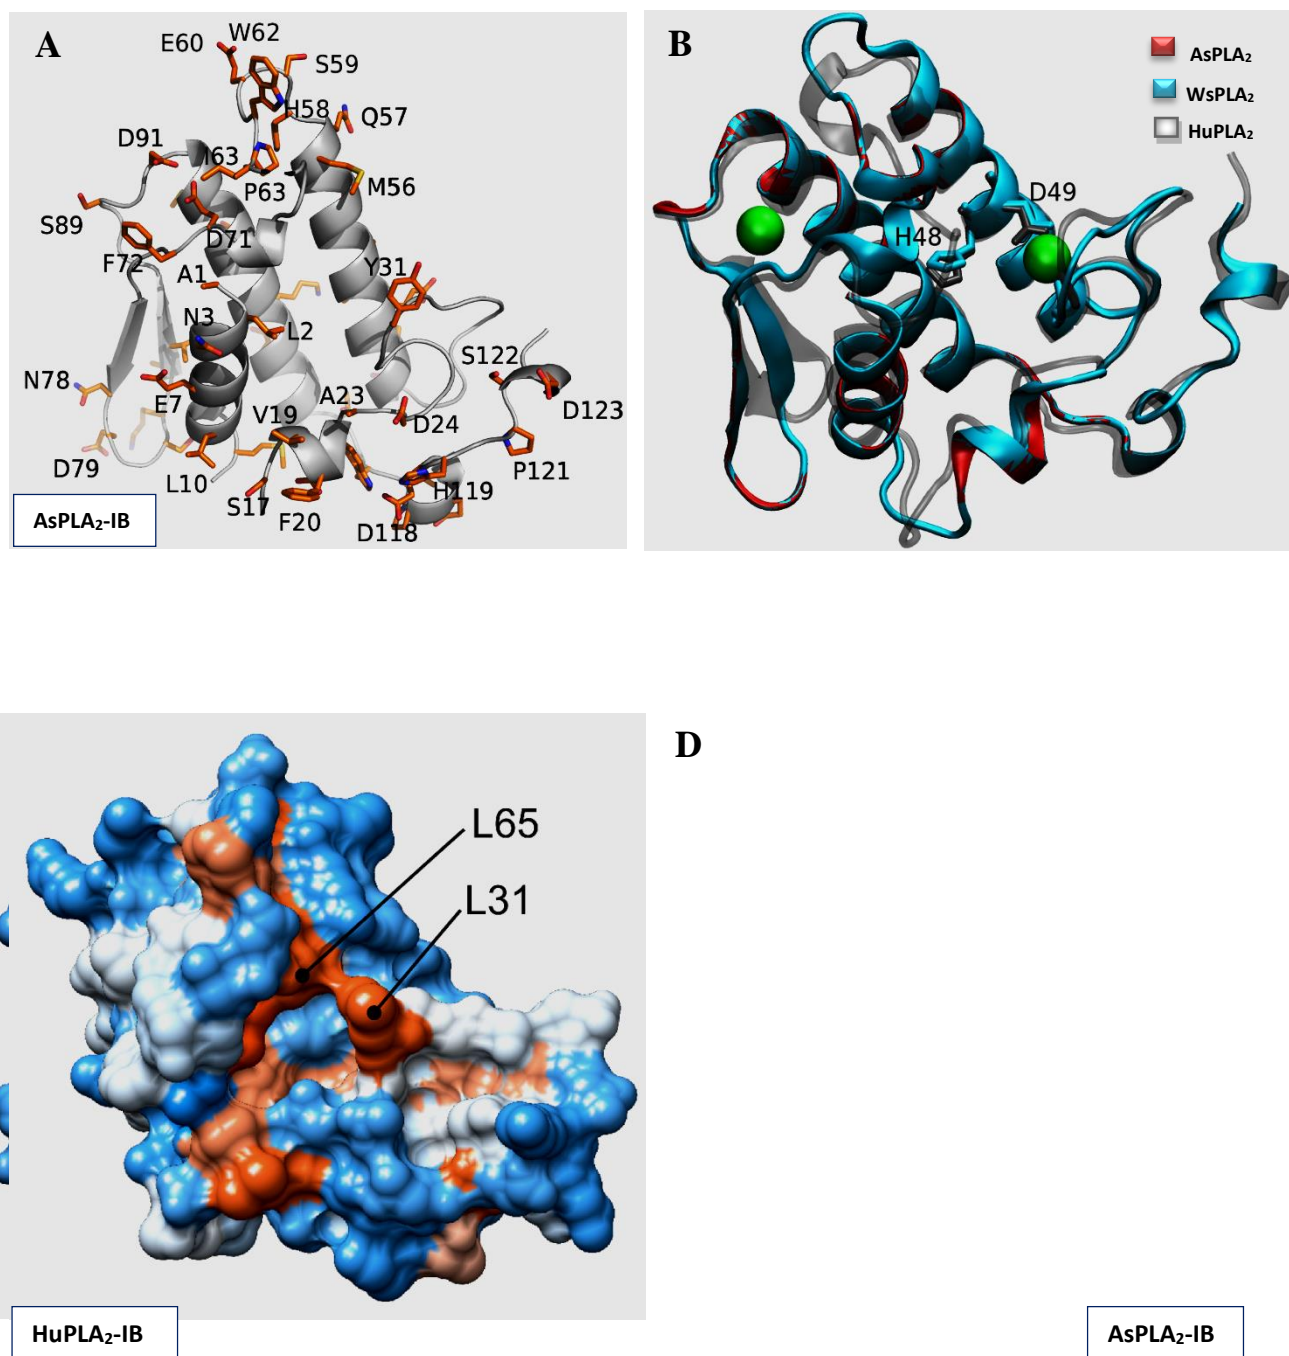 A
E60
W62
S59
H58
Q57
D91
I63
P63
M56
S89
D71
F72
A1
Y31
N3
L2
S122
N78
E7
A23
D123
V19
D24
D79
L10
P121
S17
H119
F20
D118
AsPLA₂-IB
B
AsPLA₂
WsPLA₂
HuPLA₂
D49
H48
L65
L31
HuPLA₂-IB
D
AsPLA₂-IB